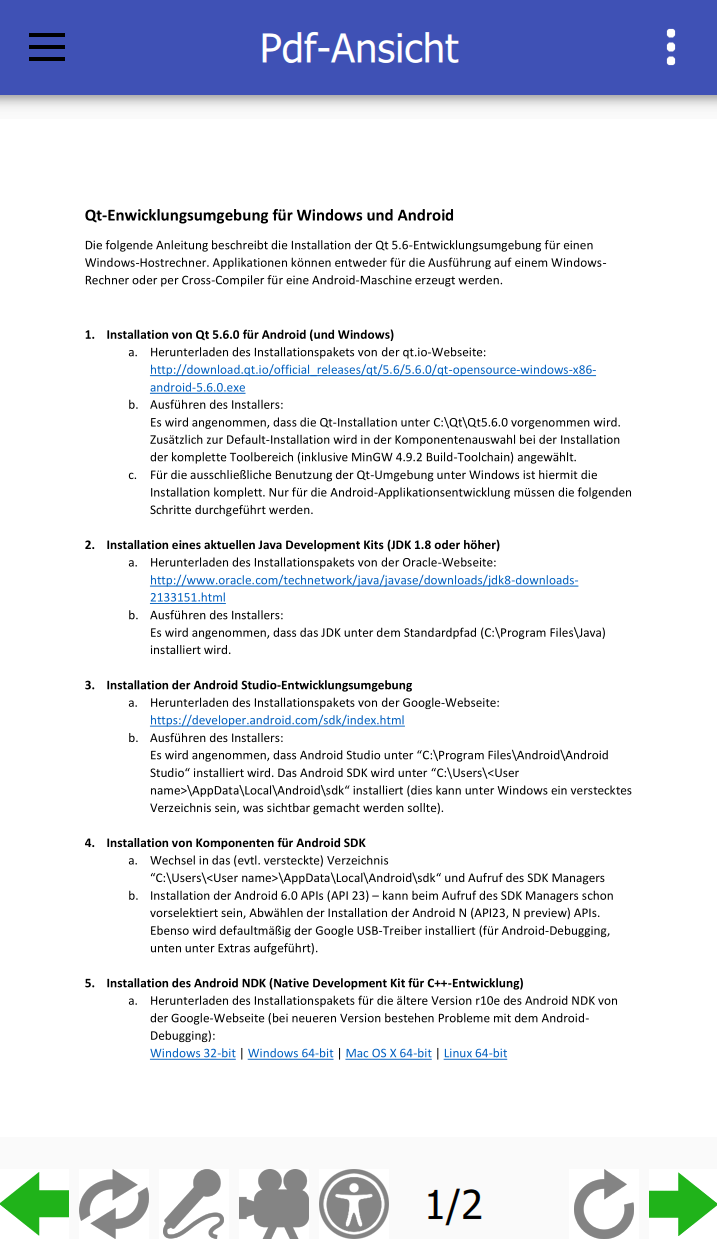 Pdf-Ansicht
Qt-Enwicklungsumgebung für Windows und Android
Die folgende Anleitung beschreibt die Installation der Qt 5.6-Entwicklungsumgebung für einen
Windows-Hostrechner. Applikationen können entweder für die Ausführung auf einem Windows-
Rechner oder per Cross-Compiler für eine Android-Maschine erzeugt werden.
1. Installation von Qt 5.6.0 für Android (und Windows)
a. Herunterladen des Installationspakets von der qt.io-Webseite:
http://download.qt.io/official_releases/qt/5.6/5.6.0/qt-opensource-windows-x86-
android-5.6.0.exe
b. Ausführen des Installers:
Es wird angenommen, dass die Qt-Installation unter C:\Qt\Qt5.6.0 vorgenommen wird.
Zusätzlich zur Default-Installation wird in der Komponentenauswahl bei der Installation
der komplette Toolbereich (inklusive MinGW 4.9.2 Build-Toolchain) angewählt.
c. Für die ausschließliche Benutzung der Qt-Umgebung unter Windows ist hiermit die
Installation komplett. Nur für die Android-Applikationsentwicklung müssen die folgenden
Schritte durchgeführt werden.
2. Installation eines aktuellen Java Development Kits (JDK 1.8 oder höher)
a. Herunterladen des Installationspakets von der Oracle-Webseite:
http://www.oracle.com/technetwork/java/javase/downloads/jdk8-downloads-
2133151.html
b. Ausführen des Installers:
Es wird angenommen, dass das JDK unter dem Standardpfad (C:\Program Files\Java)
installiert wird.
3. Installation der Android Studio-Entwicklungsumgebung
a. Herunterladen des Installationspakets von der Google-Webseite:
https://developer.android.com/sdk/index.html
b. Ausführen des Installers:
Es wird angenommen, dass Android Studio unter “C:\Program Files\Android\Android
Studio“ installiert wird. Das Android SDK wird unter “C:\Users\<User
name>\AppData\Local\Android\sdk“ installiert (dies kann unter Windows ein verstecktes
Verzeichnis sein, was sichtbar gemacht werden sollte).
4. Installation von Komponenten für Android SDK
a. Wechsel in das (evtl. versteckte) Verzeichnis
“C:\Users\<User name>\AppData\Local\Android\sdk“ und Aufruf des SDK Managers
b. Installation der Android 6.0 APIs (API 23) – kann beim Aufruf des SDK Managers schon
vorselektiert sein, Abwählen der Installation der Android N (API23, N preview) APIs.
Ebenso wird defaultmäßig der Google USB-Treiber installiert (für Android-Debugging,
unten unter Extras aufgeführt).
5. Installation des Android NDK (Native Development Kit für C++-Entwicklung)
a. Herunterladen des Installationspakets für die ältere Version r10e des Android NDK von
der Google-Webseite (bei neueren Version bestehen Probleme mit dem Android-
Debugging):
Windows 32-bit | Windows 64-bit | Mac OS X 64-bit | Linux 64-bit
1/2